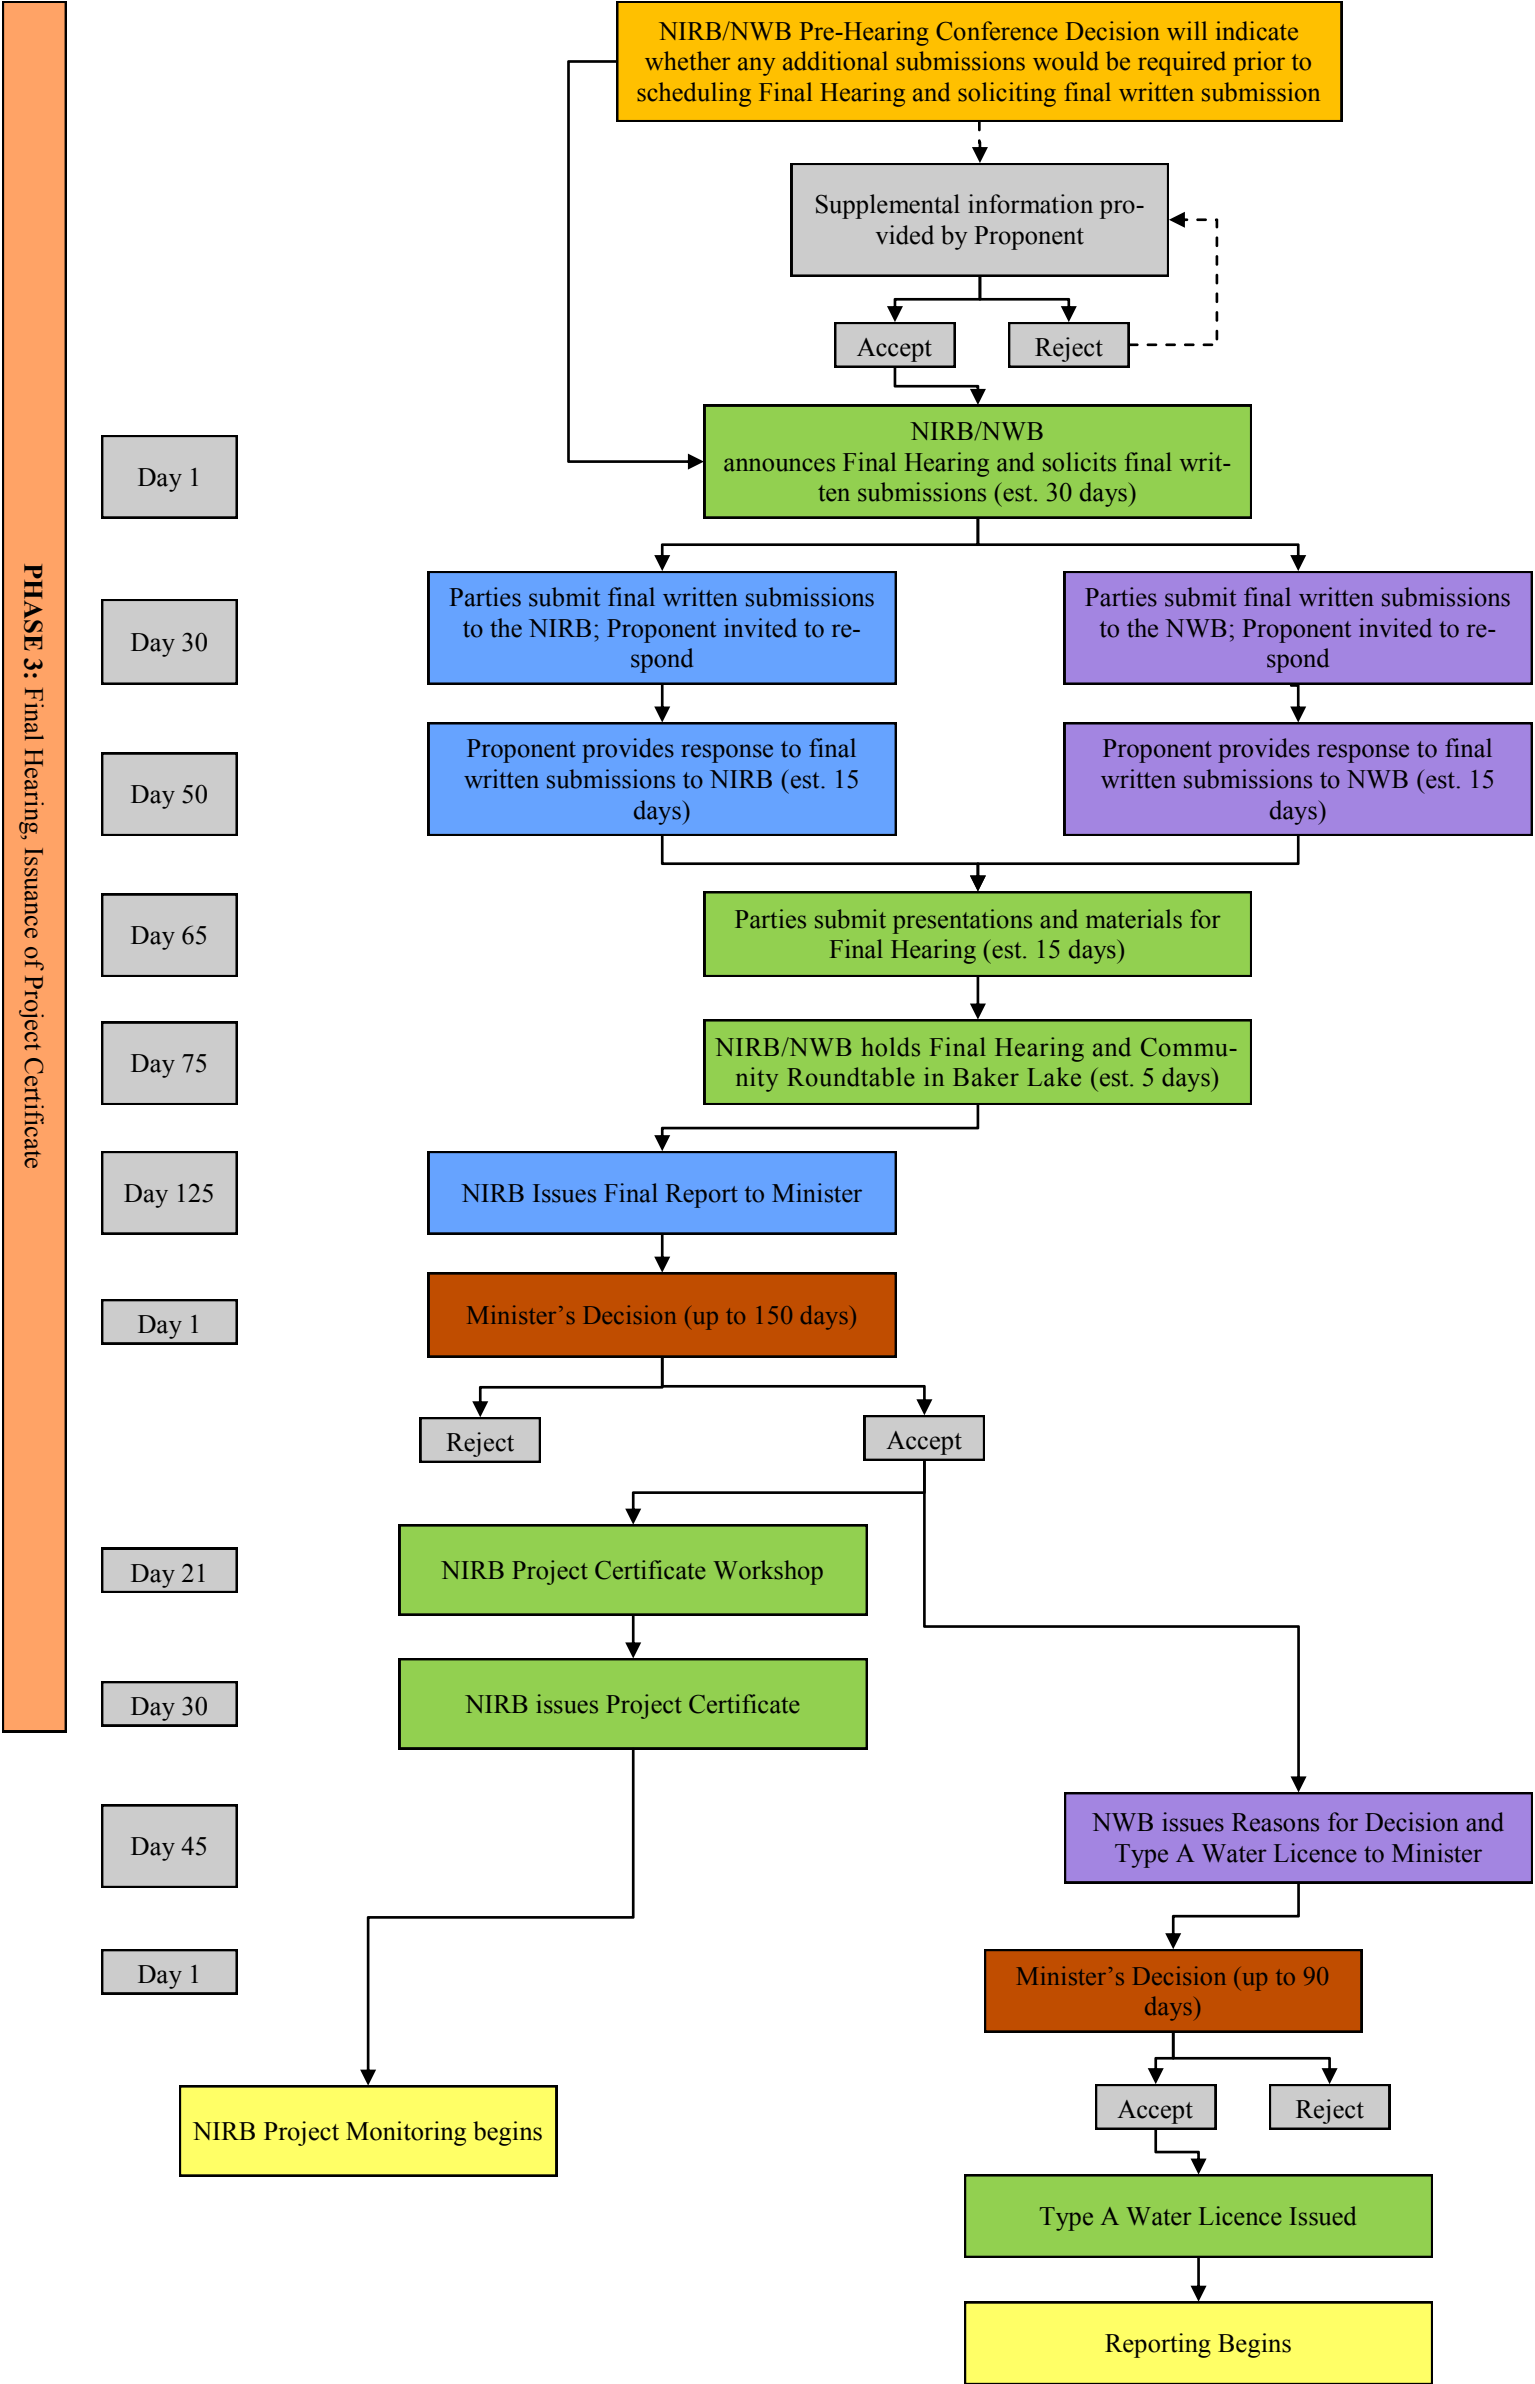 NIRB/NWB Pre-Hearing Conference Decision will indicate
whether any additional submissions would be required prior to
scheduling Final Hearing and soliciting final written submission
Supplemental information pro-
vided by Proponent
Accept
Reject
NIRB/NWB
announces Final Hearing and solicits final writ-
ten submissions (est. 30 days)
Day 1
PHASE 3: Final Hearing, Issuance of Project Certificate
Day 30
Parties submit final written submissions
to the NIRB; Proponent invited to re-
spond
Parties submit final written submissions
to the NWB; Proponent invited to re-
spond
Day 50
Proponent provides response to final
written submissions to NIRB (est. 15
days)
Proponent provides response to final
written submissions to NWB (est. 15
days)
Day 65
Parties submit presentations and materials for
Final Hearing (est. 15 days)
Day 75
NIRB/NWB holds Final Hearing and Commu-
nity Roundtable in Baker Lake (est. 5 days)
Day 125
NIRB Issues Final Report to Minister
Day 1
Minister’s Decision (up to 150 days)
Reject
Accept
Day 21
NIRB Project Certificate Workshop
Day 30
NIRB issues Project Certificate
Day 45
NWB issues Reasons for Decision and
Type A Water Licence to Minister
Day 1
Minister’s Decision (up to 90
days)
Accept
Reject
NIRB Project Monitoring begins
Type A Water Licence Issued
Reporting Begins